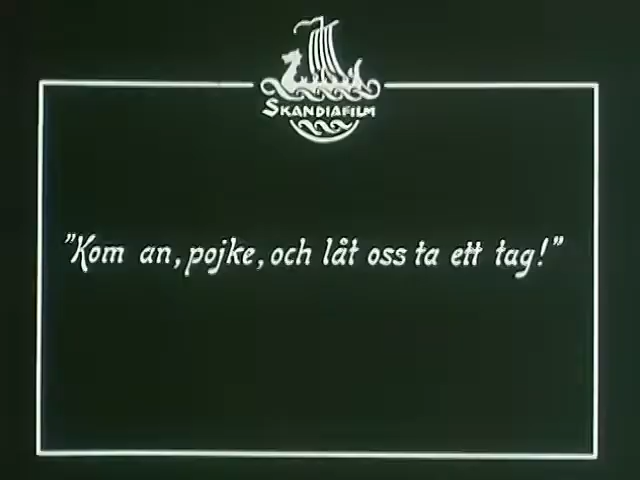 SKANDIAFILM
"Kom an, pojke, och låt oss ta ett tag!"